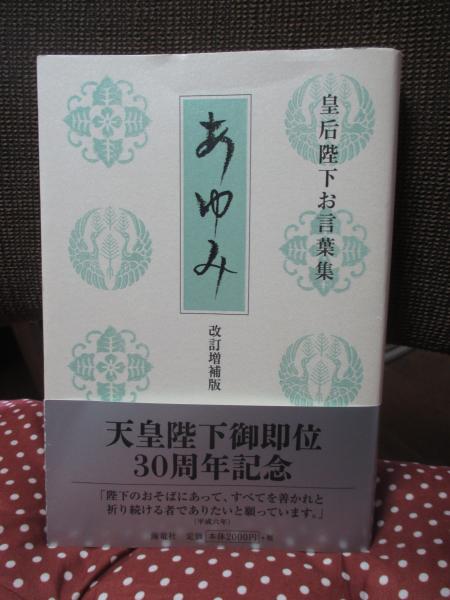 皇后陛下お言葉集
あゆみ
改訂増補版
天皇陛下御即位
30周年記念
「陛下のおそばにあって、すべてを善かれと
祈り続ける者でありたいと願っています。」
（平成六年）
海竜社 定価 本体2000円+税